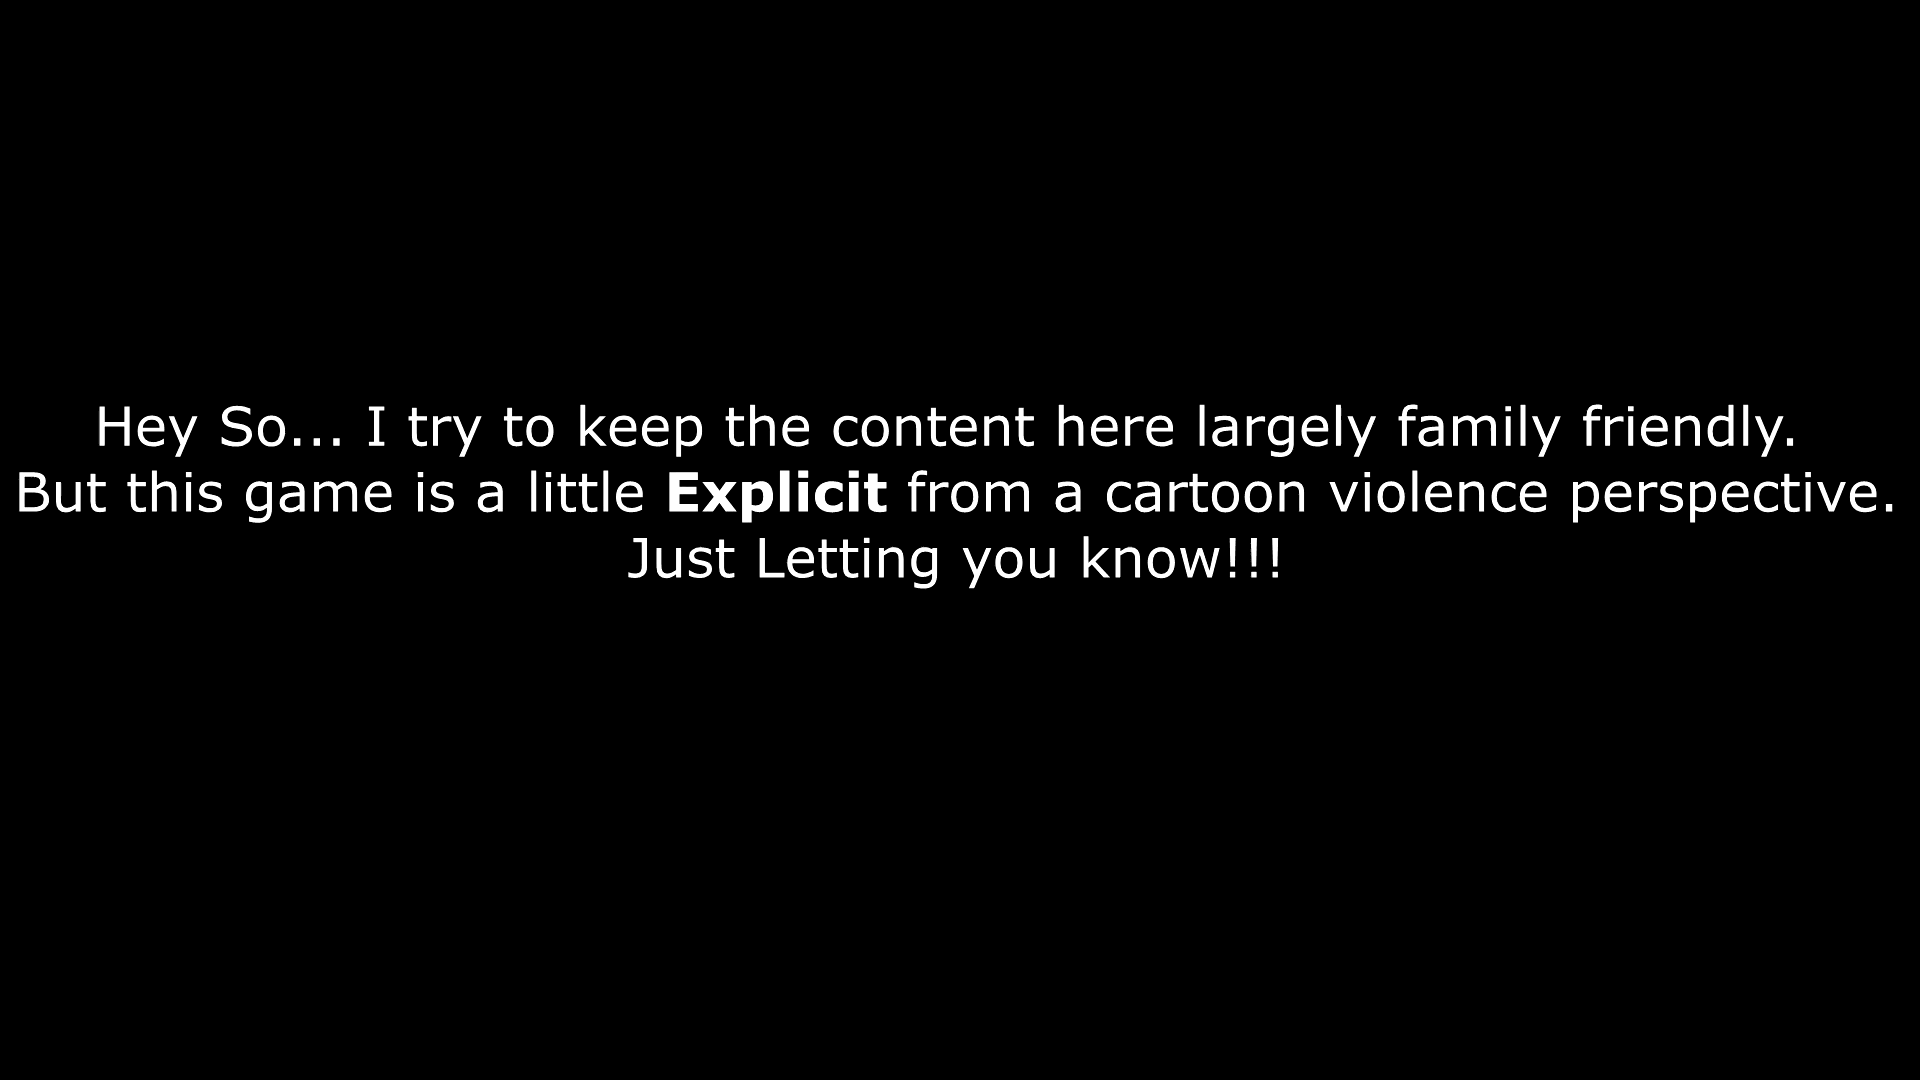 Hey So... I try to keep the content here largely family friendly.
But this game is a little Explicit from a cartoon violence perspective.
Just Letting you know!!!